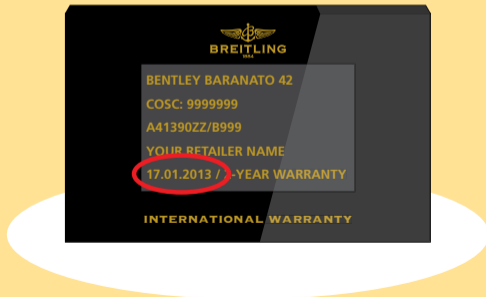 BREITLING
1884
BENTLEY BARANATO 42
COSC: 9999999
A41390ZZ/B999
YOUR RETAILER NAME
17.01.2013 / -YEAR WARRANTY
INTERNATIONAL WARRANTY